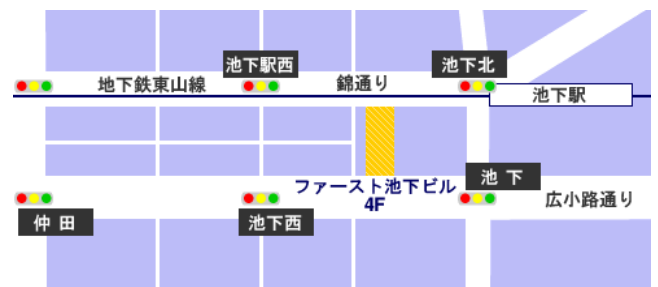 池下駅西
池下北
地下鉄東山線
錦通り
池下駅
ファースト池下ビル
4F
池 下
広小路通り
仲 田
池下西